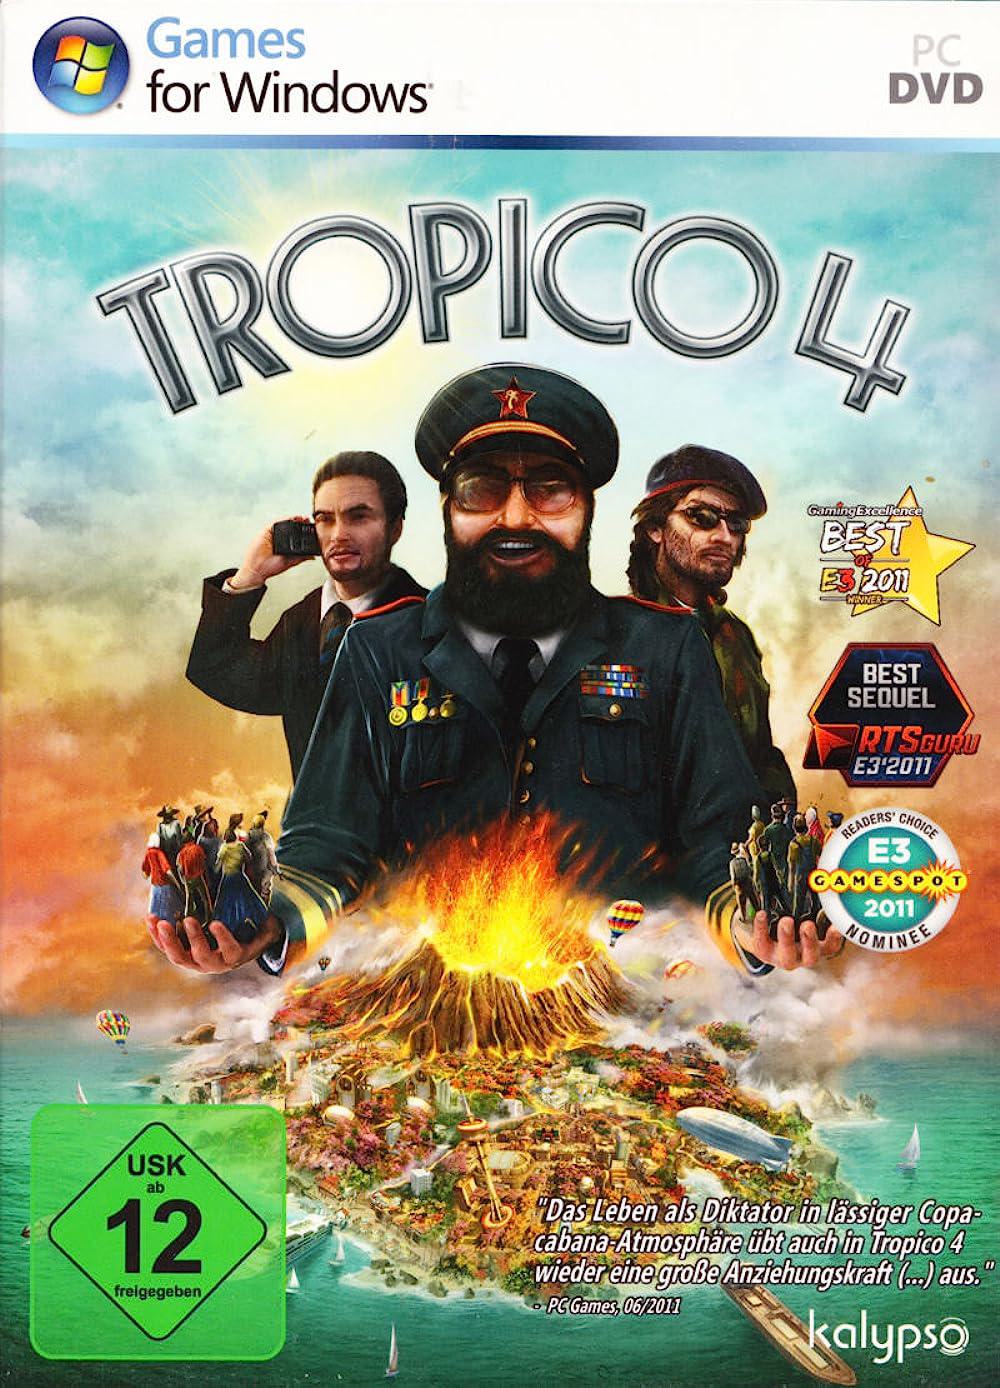 Games
for Windows®
PC
DVD
TROPICO 4
GamingExcellence
BEST
OF
E3 2011
WINNER
BEST
SEQUEL
RTSGURU
E3'2011
READERS' CHOICE
E3
GAMESPOT
2011
NOMINEE
USK
ab
12
freigegeben
"Das Leben als Diktator in lässiger Copa-
cabana-Atmosphäre übt auch in Tropico 4
wieder eine große Anziehungskraft (...) aus."
- PC Games, 06/2011
kalypso